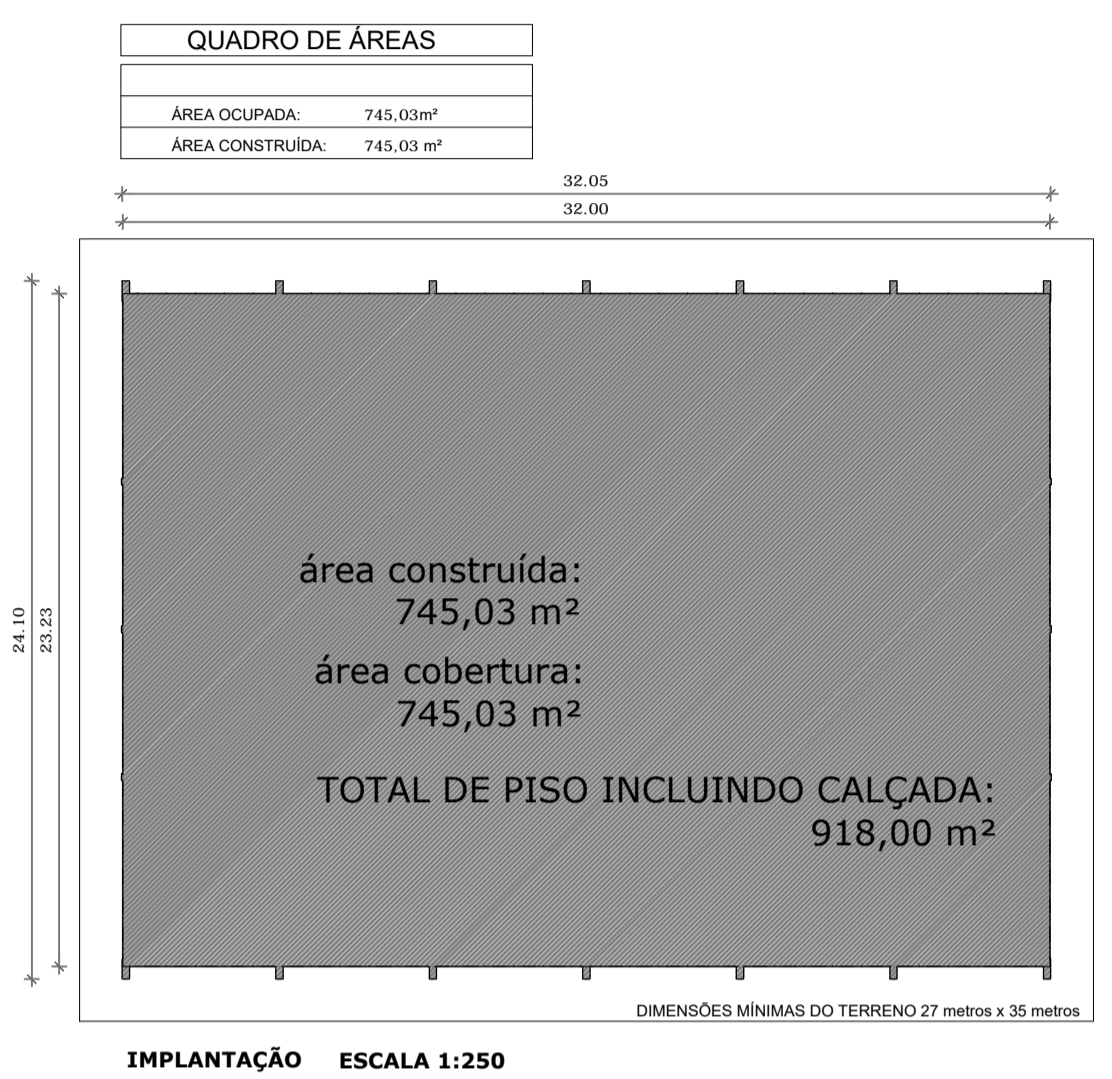 QUADRO DE ÁREAS
ÁREA OCUPADA: 745,03m²
ÁREA CONSTRUÍDA: 745,03 m²
32.05
32.00
24.10
23.23
área construída:
745,03 m²
área cobertura:
745,03 m²
TOTAL DE PISO INCLUINDO CALÇADA:
918,00 m²
DIMENSÕES MÍNIMAS DO TERRENO 27 metros x 35 metros
IMPLANTAÇÃO ESCALA 1:250